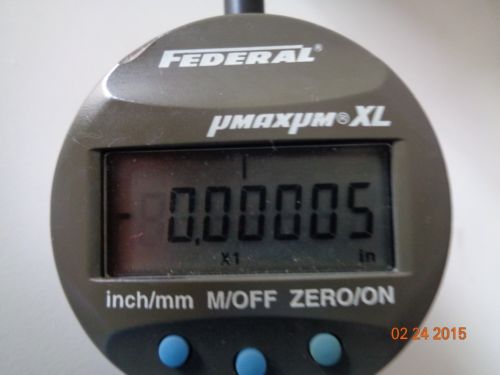 FEDERAL®
µMAXµM® XL
-0.00005
X1 in
inch/mm M/OFF ZERO/ON
02 24 2015